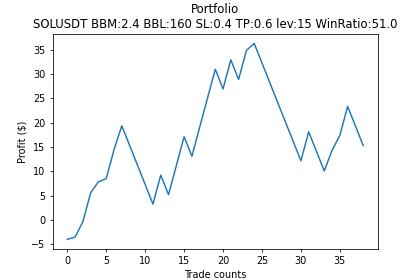 Portfolio
SOLUSDT BBM:2.4 BBL:160 SL:0.4 TP:0.6 lev:15 WinRatio:51.0
35
30
25
20
15
10
5
0
−5
Profit ($)
0 5 10 15 20 25 30 35
Trade counts